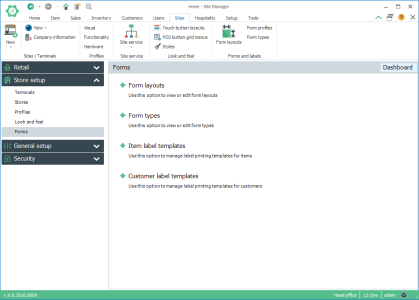 Home - Site Manager
Home Item Sales Inventory Customers Users Sites Hospitality Setup Tools
New View Visual Site service Touch button layouts Form layouts Form profiles
Company information Functionality POS button grid menus Form types
Hardware Styles
Sites / Terminals Profiles Site service Look and feel Forms and labels
Retail
Store setup
Terminals
Stores
Profiles
Look and feel
Forms
General setup
Security
Forms Dashboard
Form layouts
Use this option to view or edit form layouts
Form types
Use this option to view or edit form types
Item label templates
Use this option to manage label printing templates for items
Customer label templates
Use this option to manage label printing templates for customers
Head office LS One admin